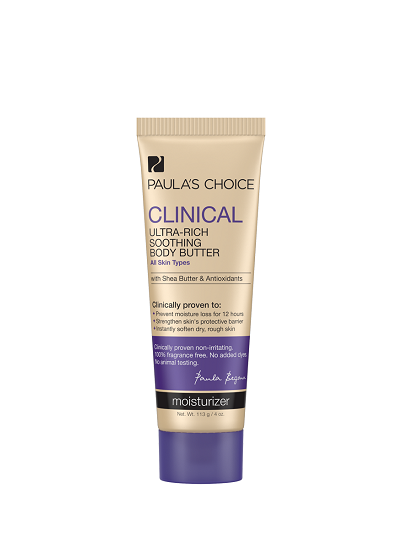 PAULA'S CHOICE
CLINICAL
ULTRA-RICH
SOOTHING
BODY BUTTER
All Skin Types
with Shea Butter & Antioxidants
Clinically proven to:
• Prevent moisture loss for 12 hours
• Strengthen skin's protective barrier
• Instantly soften dry, rough skin
Clinically proven non-irritating.
100% fragrance free. No added dyes.
No animal testing.
Paula Begoun
moisturizer
Net. Wt. 113 g / 4 oz.